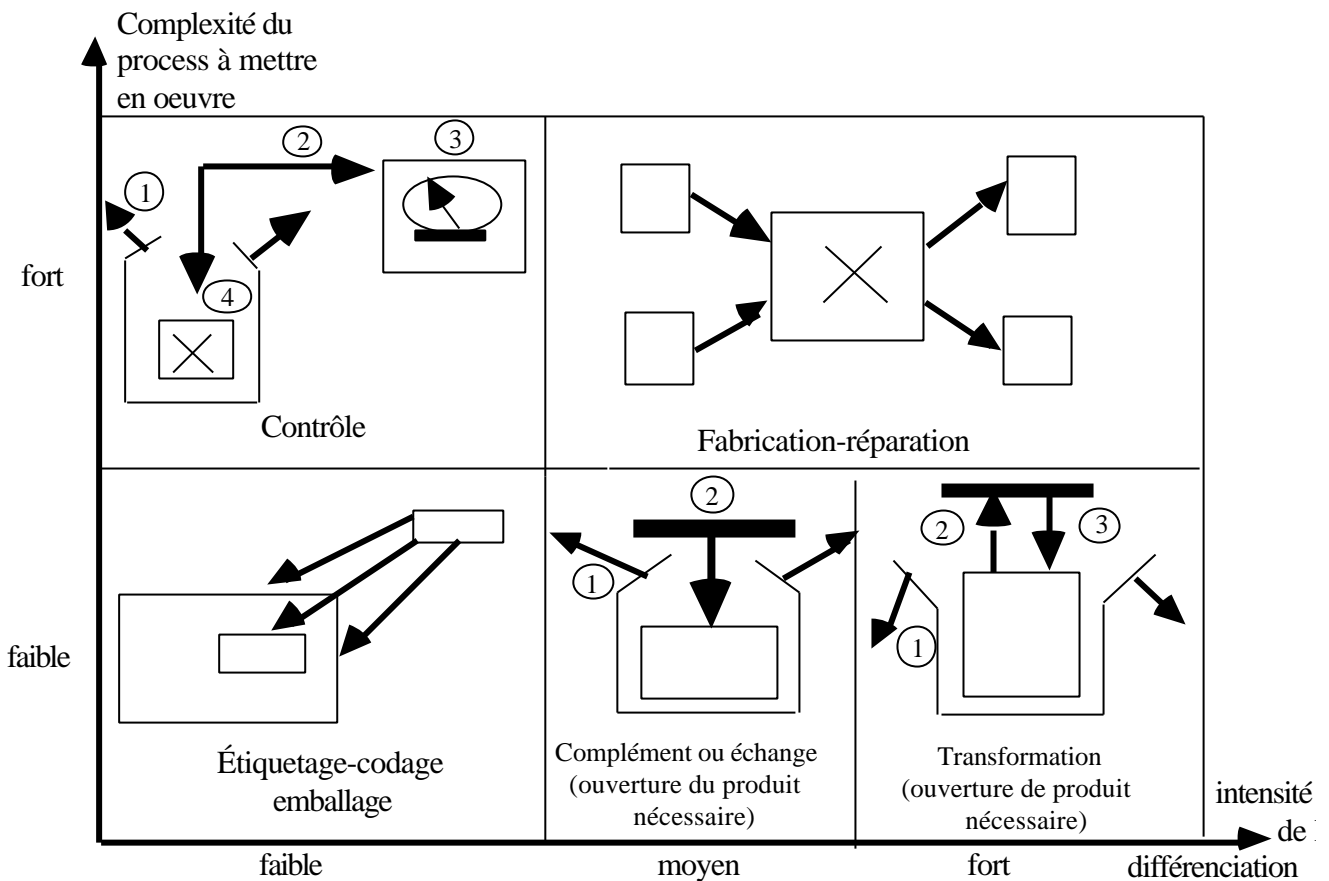 Complexité du
process à mettre
en oeuvre
2
3
1
4
fort
Contrôle
Fabrication-réparation
2
1
2
3
1
faible
Étiquetage-codage
emballage
Complément ou échange
(ouverture du produit
nécessaire)
Transformation
(ouverture de produit
nécessaire)
intensité
de
différenciation
faible
moyen
fort